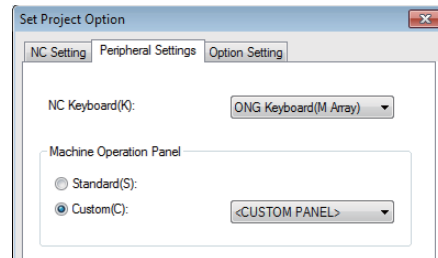 Set Project Option
NC Setting Peripheral Settings Option Setting
NC Keyboard(K): ONG Keyboard(M Array)
Machine Operation Panel
Standard(S):
Custom(C): <CUSTOM PANEL>